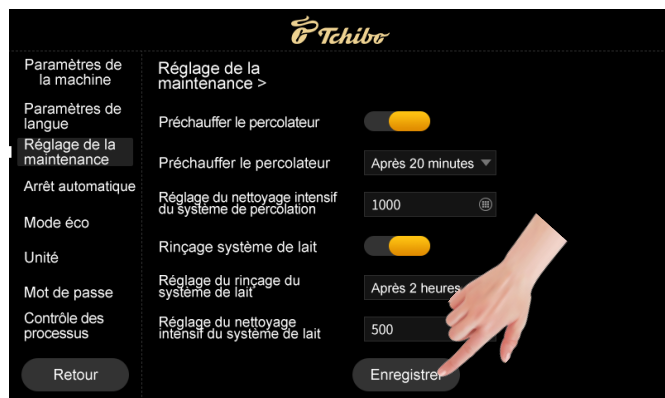 Tchibo
Paramètres de
la machine
Paramètres de
langue
Réglage de la
maintenance
Arrêt automatique
Mode éco
Unité
Mot de passe
Contrôle des
processus
Retour
Réglage de la
maintenance >
Préchauffer le percolateur
Préchauffer le percolateur
Après 20 minutes
Réglage du nettoyage intensif
du système de percolation
1000
Rinçage système de lait
Réglage du rinçage du
système de lait
Après 2 heures
Réglage du nettoyage
intensif du système de lait
500
Enregistrer